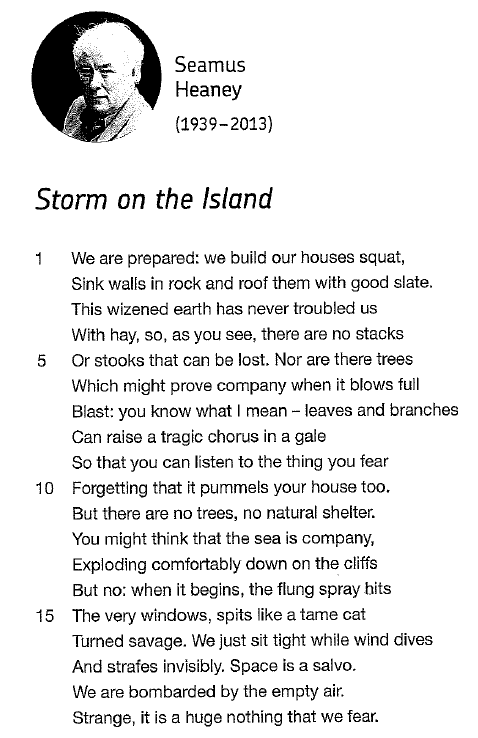 Seamus
Heaney
(1939–2013)
Storm on the Island
1 We are prepared: we build our houses squat,
Sink walls in rock and roof them with good slate.
This wizened earth has never troubled us
With hay, so, as you see, there are no stacks
5 Or stooks that can be lost. Nor are there trees
Which might prove company when it blows full
Blast: you know what I mean – leaves and branches
Can raise a tragic chorus in a gale
So that you can listen to the thing you fear
10 Forgetting that it pummels your house too.
But there are no trees, no natural shelter.
You might think that the sea is company,
Exploding comfortably down on the cliffs
But no: when it begins, the flung spray hits
15 The very windows, spits like a tame cat
Turned savage. We just sit tight while wind dives
And strafes invisibly. Space is a salvo.
We are bombarded by the empty air.
Strange, it is a huge nothing that we fear.